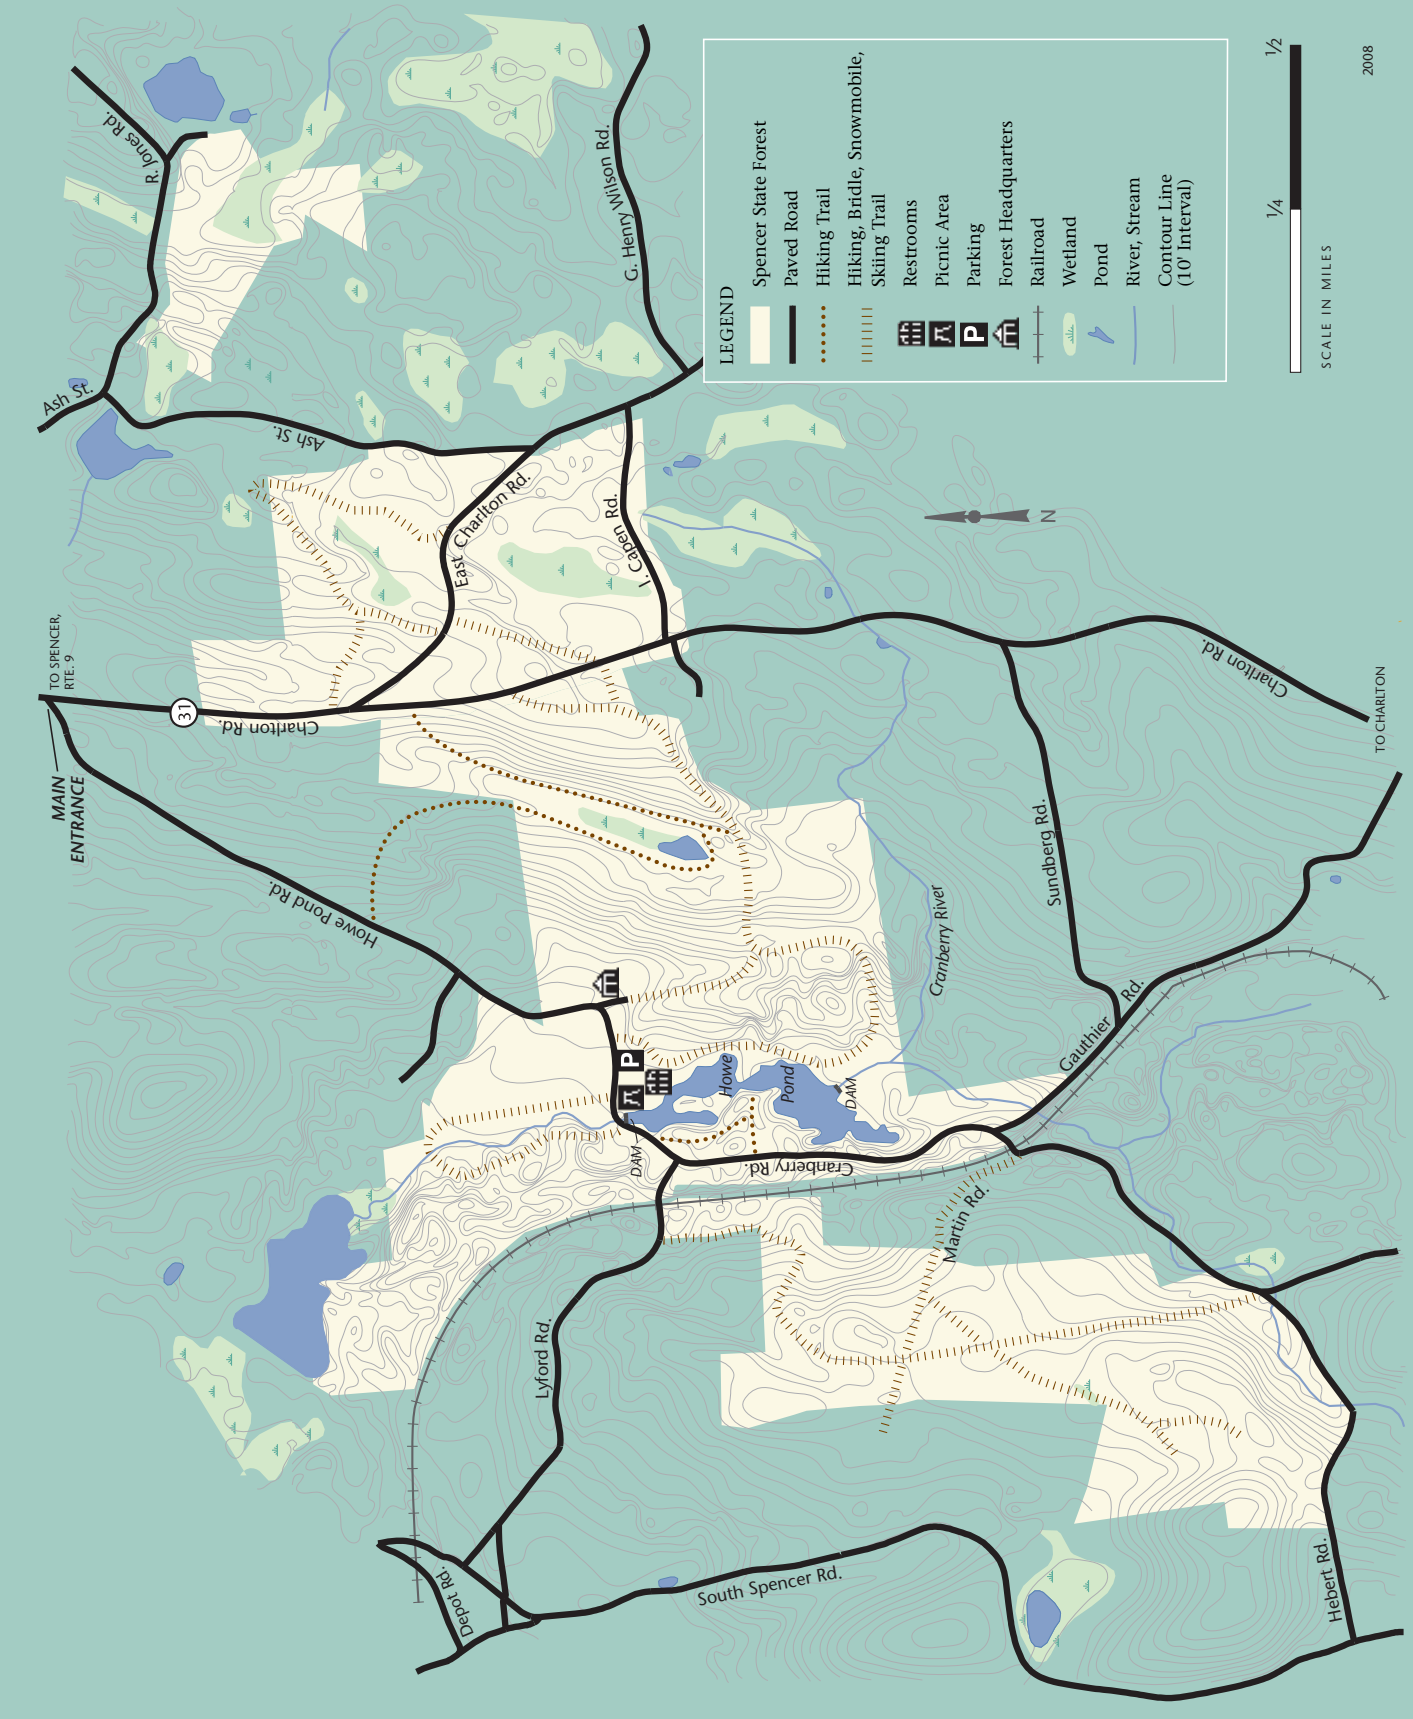 TO SPENCER,
RTE. 9
MAIN
ENTRANCE
31
Charlton Rd.
Howe Pond Rd.
Ash St.
Ash St.
R. Jones Rd.
East Charlton Rd.
I. Capen Rd.
G. Henry Wilson Rd.
N
Charlton Rd.
TO CHARLTON
Sundberg Rd.
Cranberry River
Gauthier Rd.
P
Howe
Pond
DAM
DAM
Cranberry Rd.
Martin Rd.
Lyford Rd.
Depot Rd.
South Spencer Rd.
Hebert Rd.
LEGEND
Spencer State Forest
Paved Road
Hiking Trail
Hiking, Bridle, Snowmobile,
Skiing Trail
Restrooms
Picnic Area
P
Parking
Forest Headquarters
Railroad
Wetland
Pond
River, Stream
Contour Line
(10' Interval)
1/4
1/2
SCALE IN MILES
2008